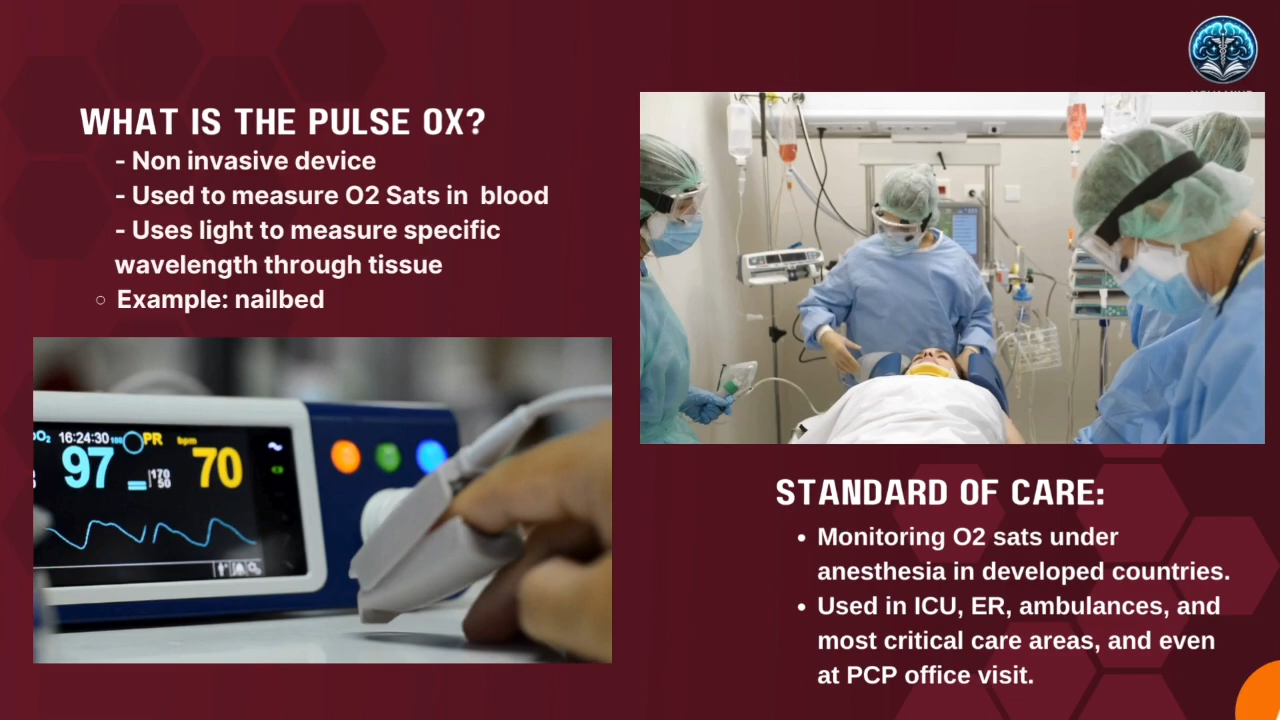 WHAT IS THE PULSE OX?
- Non invasive device
- Used to measure O2 Sats in  blood
- Uses light to measure specific
wavelength through tissue
○ Example: nailbed
16:24:30
100
PR
bpm
97
170
50
70
STANDARD OF CARE:
• Monitoring O2 sats under
anesthesia in developed countries.
• Used in ICU, ER, ambulances, and
most critical care areas, and even
at PCP office visit.